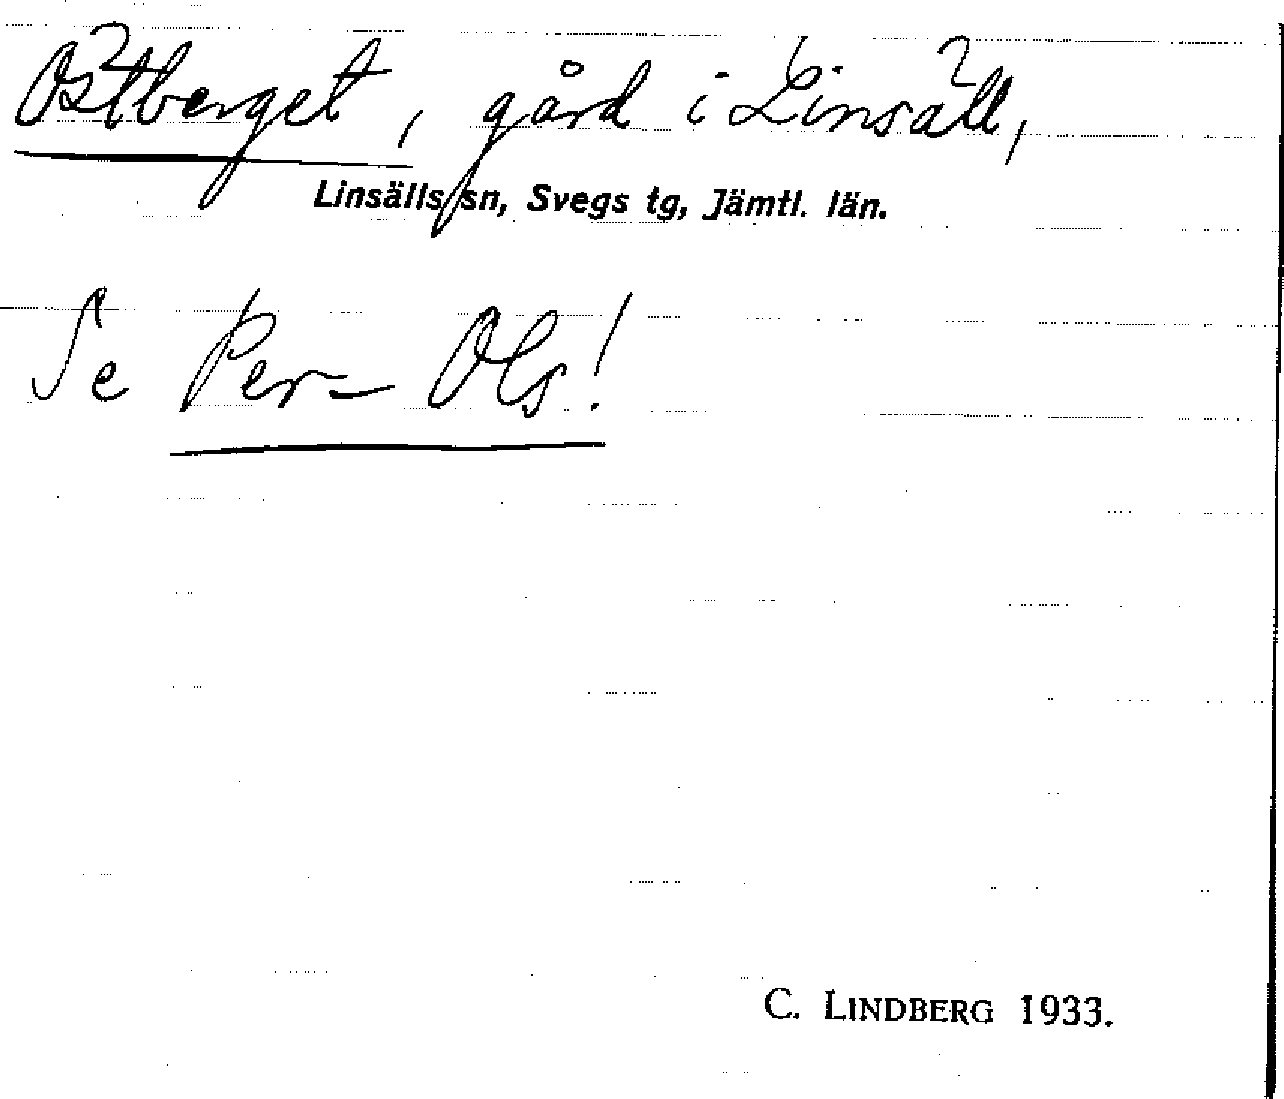 Östberget, gård i Linsäll,
Linsälls sn, Svegs tg, Jämtl. län.
Se Per-Ols!
C. LINDBERG 1933.